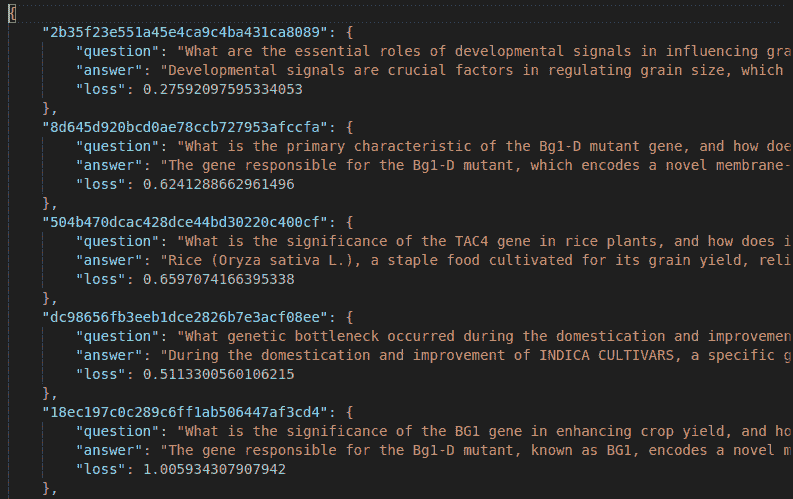 {
"2b35f23e551a45e4ca9c4ba431ca8089": {
"question": "What are the essential roles of developmental signals in influencing gra
"answer": "Developmental signals are crucial factors in regulating grain size, which
"loss": 0.27592097595334053
},
"8d645d920bcd0ae78ccb727953afccfa": {
"question": "What is the primary characteristic of the Bg1-D mutant gene, and how doe
"answer": "The gene responsible for the Bg1-D mutant, which encodes a novel membrane-
"loss": 0.6241288662961496
},
"504b470dcac428dce44bd30220c400cf": {
"question": "What is the significance of the TAC4 gene in rice plants, and how does i
"answer": "Rice (Oryza sativa L.), a staple food cultivated for its grain yield, reli
"loss": 0.6597074166395338
},
"dc98656fb3eeb1dce2826b7e3acf08ee": {
"question": "What genetic bottleneck occurred during the domestication and improvemen
"answer": "During the domestication and improvement of INDICA CULTIVARS, a specific g
"loss": 0.5113300560106215
},
"18ec197c0c289c6ff1ab506447af3cd4": {
"question": "What is the significance of the BG1 gene in enhancing crop yield, and ho
"answer": "The gene responsible for the Bg1-D mutant, known as BG1, encodes a novel m
"loss": 1.005934307907942
},